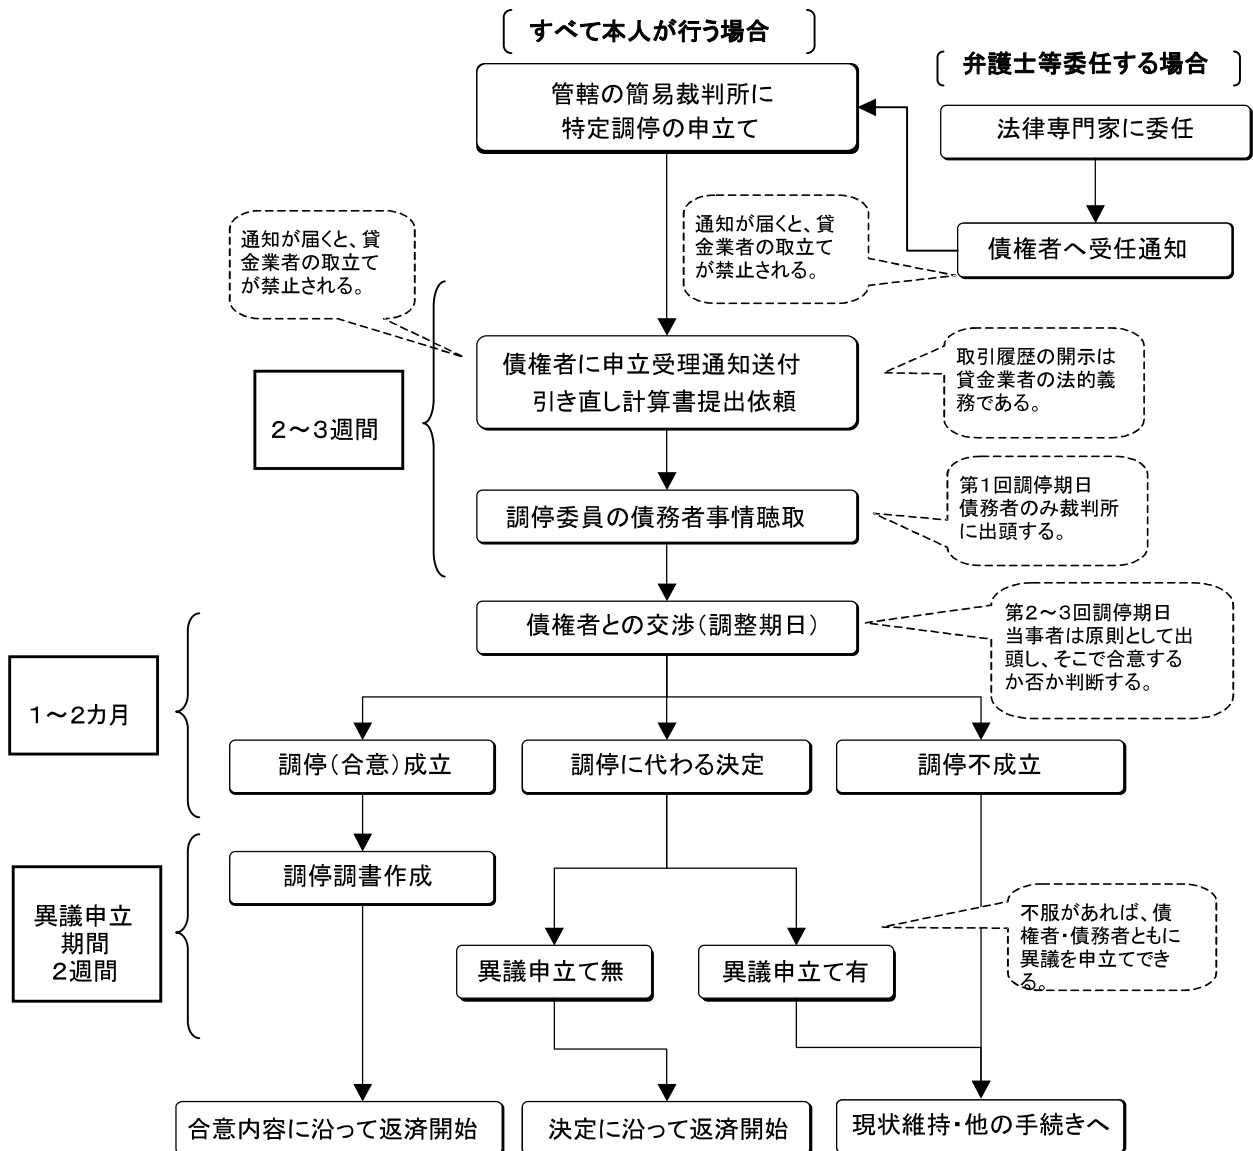 すべて本人が行う場合
弁護士等委任する場合
管轄の簡易裁判所に
特定調停の申立て
法律専門家に委任
債権者へ受任通知
通知が届くと、貸
金業者の取立て
が禁止される。
通知が届くと、貸
金業者の取立て
が禁止される。
債権者に申立受理通知送付
引き直し計算書提出依頼
取引履歴の開示は
貸金業者の法的義
務である。
2～3週間
調停委員の債務者事情聴取
第1回調停期日
債務者のみ裁判所
に出頭する。
債権者との交渉(調整期日)
第2～3回調停期日
当事者は原則として出
頭し、そこで合意する
か否か判断する。
1～2カ月
調停(合意)成立
調停に代わる決定
調停不成立
調停調書作成
異議申立
期間
2週間
異議申立て無
異議申立て有
不服があれば、債
権者・債務者ともに
異議を申立てでき
る。
合意内容に沿って返済開始
決定に沿って返済開始
現状維持・他の手続きへ